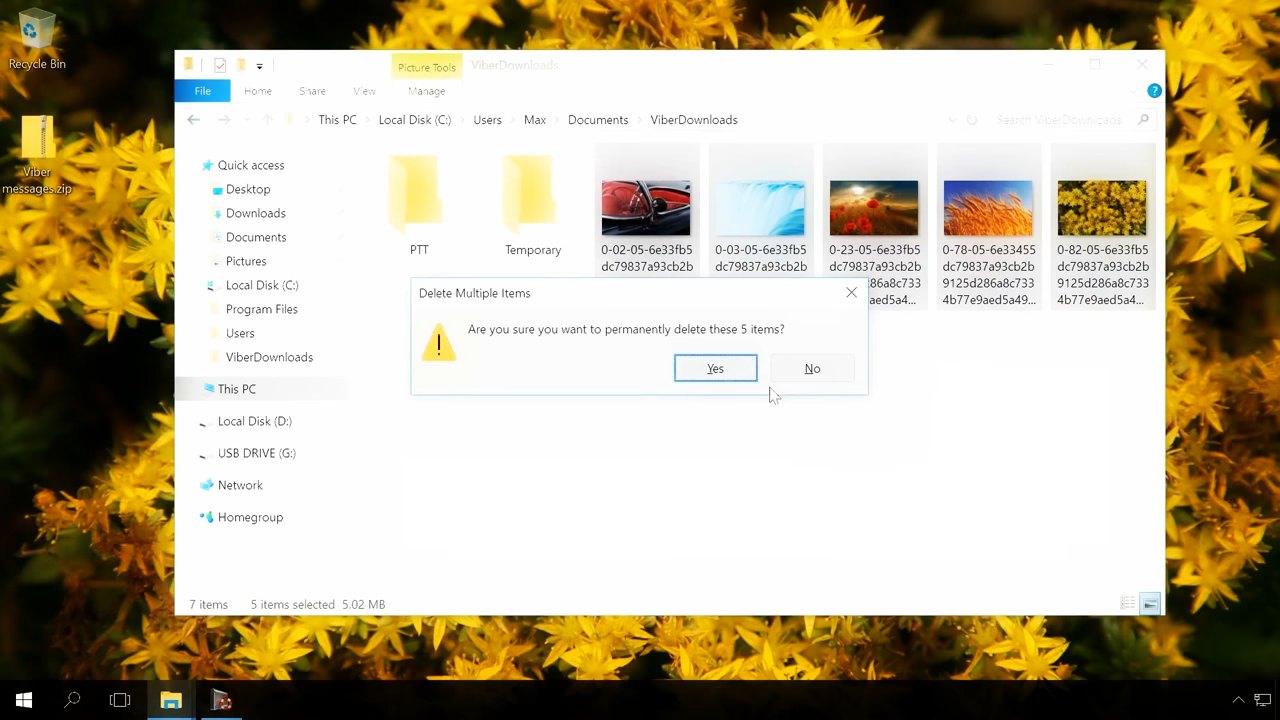 Recycle Bin
Viber
messages.zip
Picture Tools
ViberDownloads
File
Home
Share
View
Manage
?
This PC
Local Disk (C:)
Users
Max
Documents
ViberDownloads
Search ViberDownloads
Quick access
Desktop
Downloads
Documents
Pictures
Local Disk (C:)
Program Files
Users
ViberDownloads
This PC
Local Disk (D:)
USB DRIVE (G:)
Network
Homegroup
PTT
Temporary
0-02-05-6e33fb5
dc79837a93cb2b
0-03-05-6e33fb5
dc79837a93cb2b
0-23-05-6e33fb5
dc79837a93cb2b
9125d286a8c733
4b77e9aed5a4...
0-78-05-6e33455
dc79837a93cb2b
9125d286a8c733
4b77e9aed5a49...
0-82-05-6e33fb5
dc79837a93cb2b
9125d286a8c733
4b77e9aed5a4...
Delete Multiple Items
Are you sure you want to permanently delete these 5 items?
Yes
No
7 items
5 items selected 5.02 MB